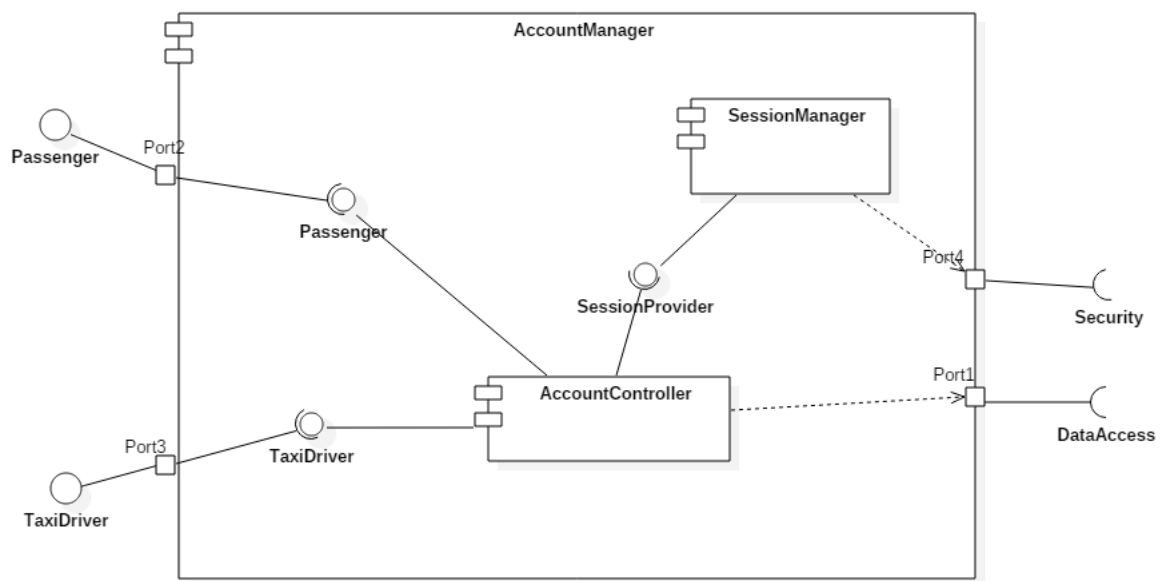 AccountManager
SessionManager
Port2
Passenger
Passenger
Port4
SessionProvider
Security
Port1
AccountController
DataAccess
Port3
TaxiDriver
TaxiDriver